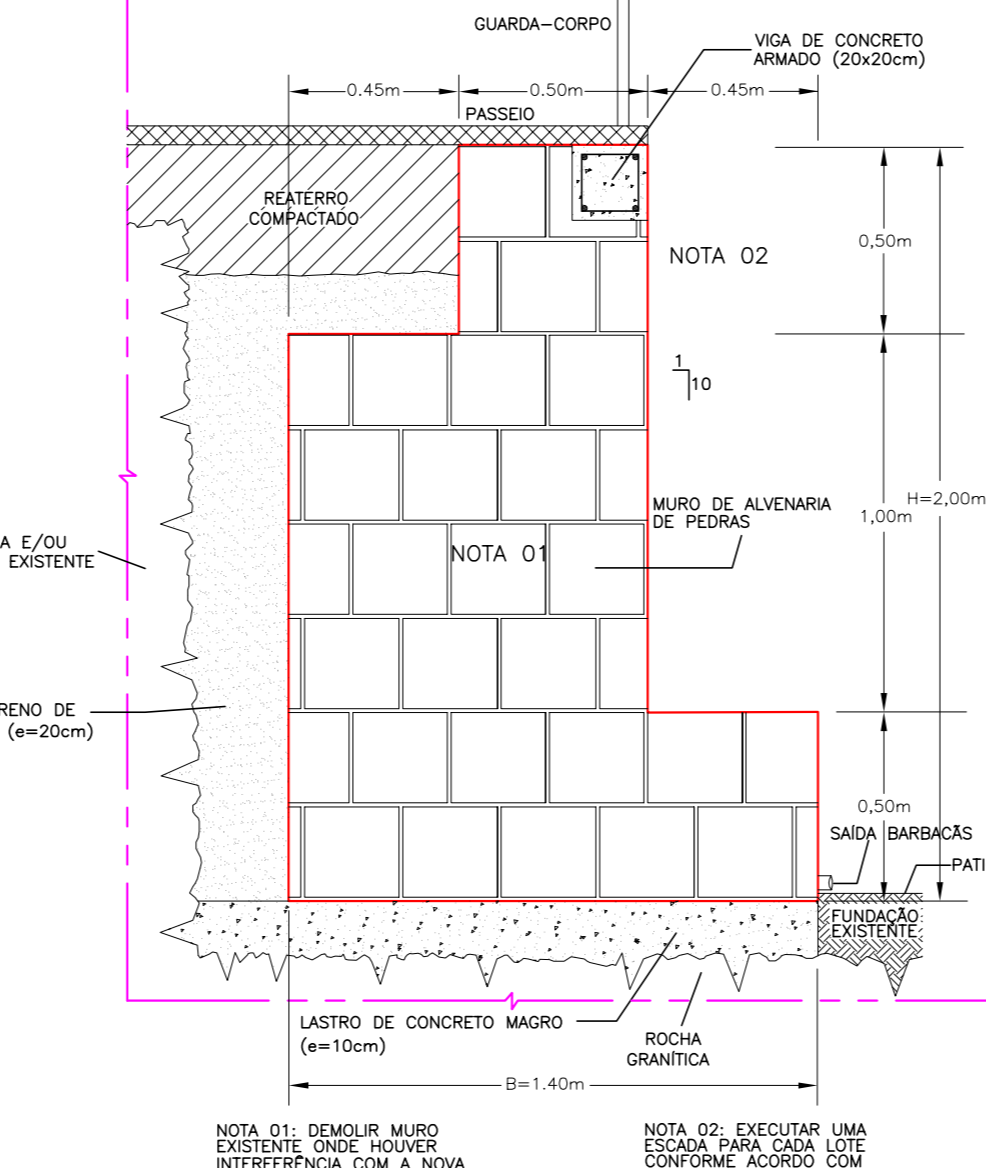 GUARDA-CORPO
VIGA DE CONCRETO
ARMADO (20x20cm)
0.45m
0.50m
0.45m
PASSEIO
REATERRO
COMPACTADO
0,50m
NOTA 02
1
10
H=2,00m
1,00m
MURO DE ALVENARIA
DE PEDRAS
A E/OU
EXISTENTE
NOTA 01
RENO DE
(e=20cm)
0,50m
SAÍDA BARBACÃS
PATI
FUNDAÇÃO
EXISTENTE
LASTRO DE CONCRETO MAGRO
(e=10cm)
ROCHA
GRANÍTICA
B=1.40m
NOTA 01: DEMOLIR MURO
EXISTENTE ONDE HOUVER
INTERFERÊNCIA COM A NOVA
NOTA 02: EXECUTAR UMA
ESCADA PARA CADA LOTE
CONFORME ACORDO COM